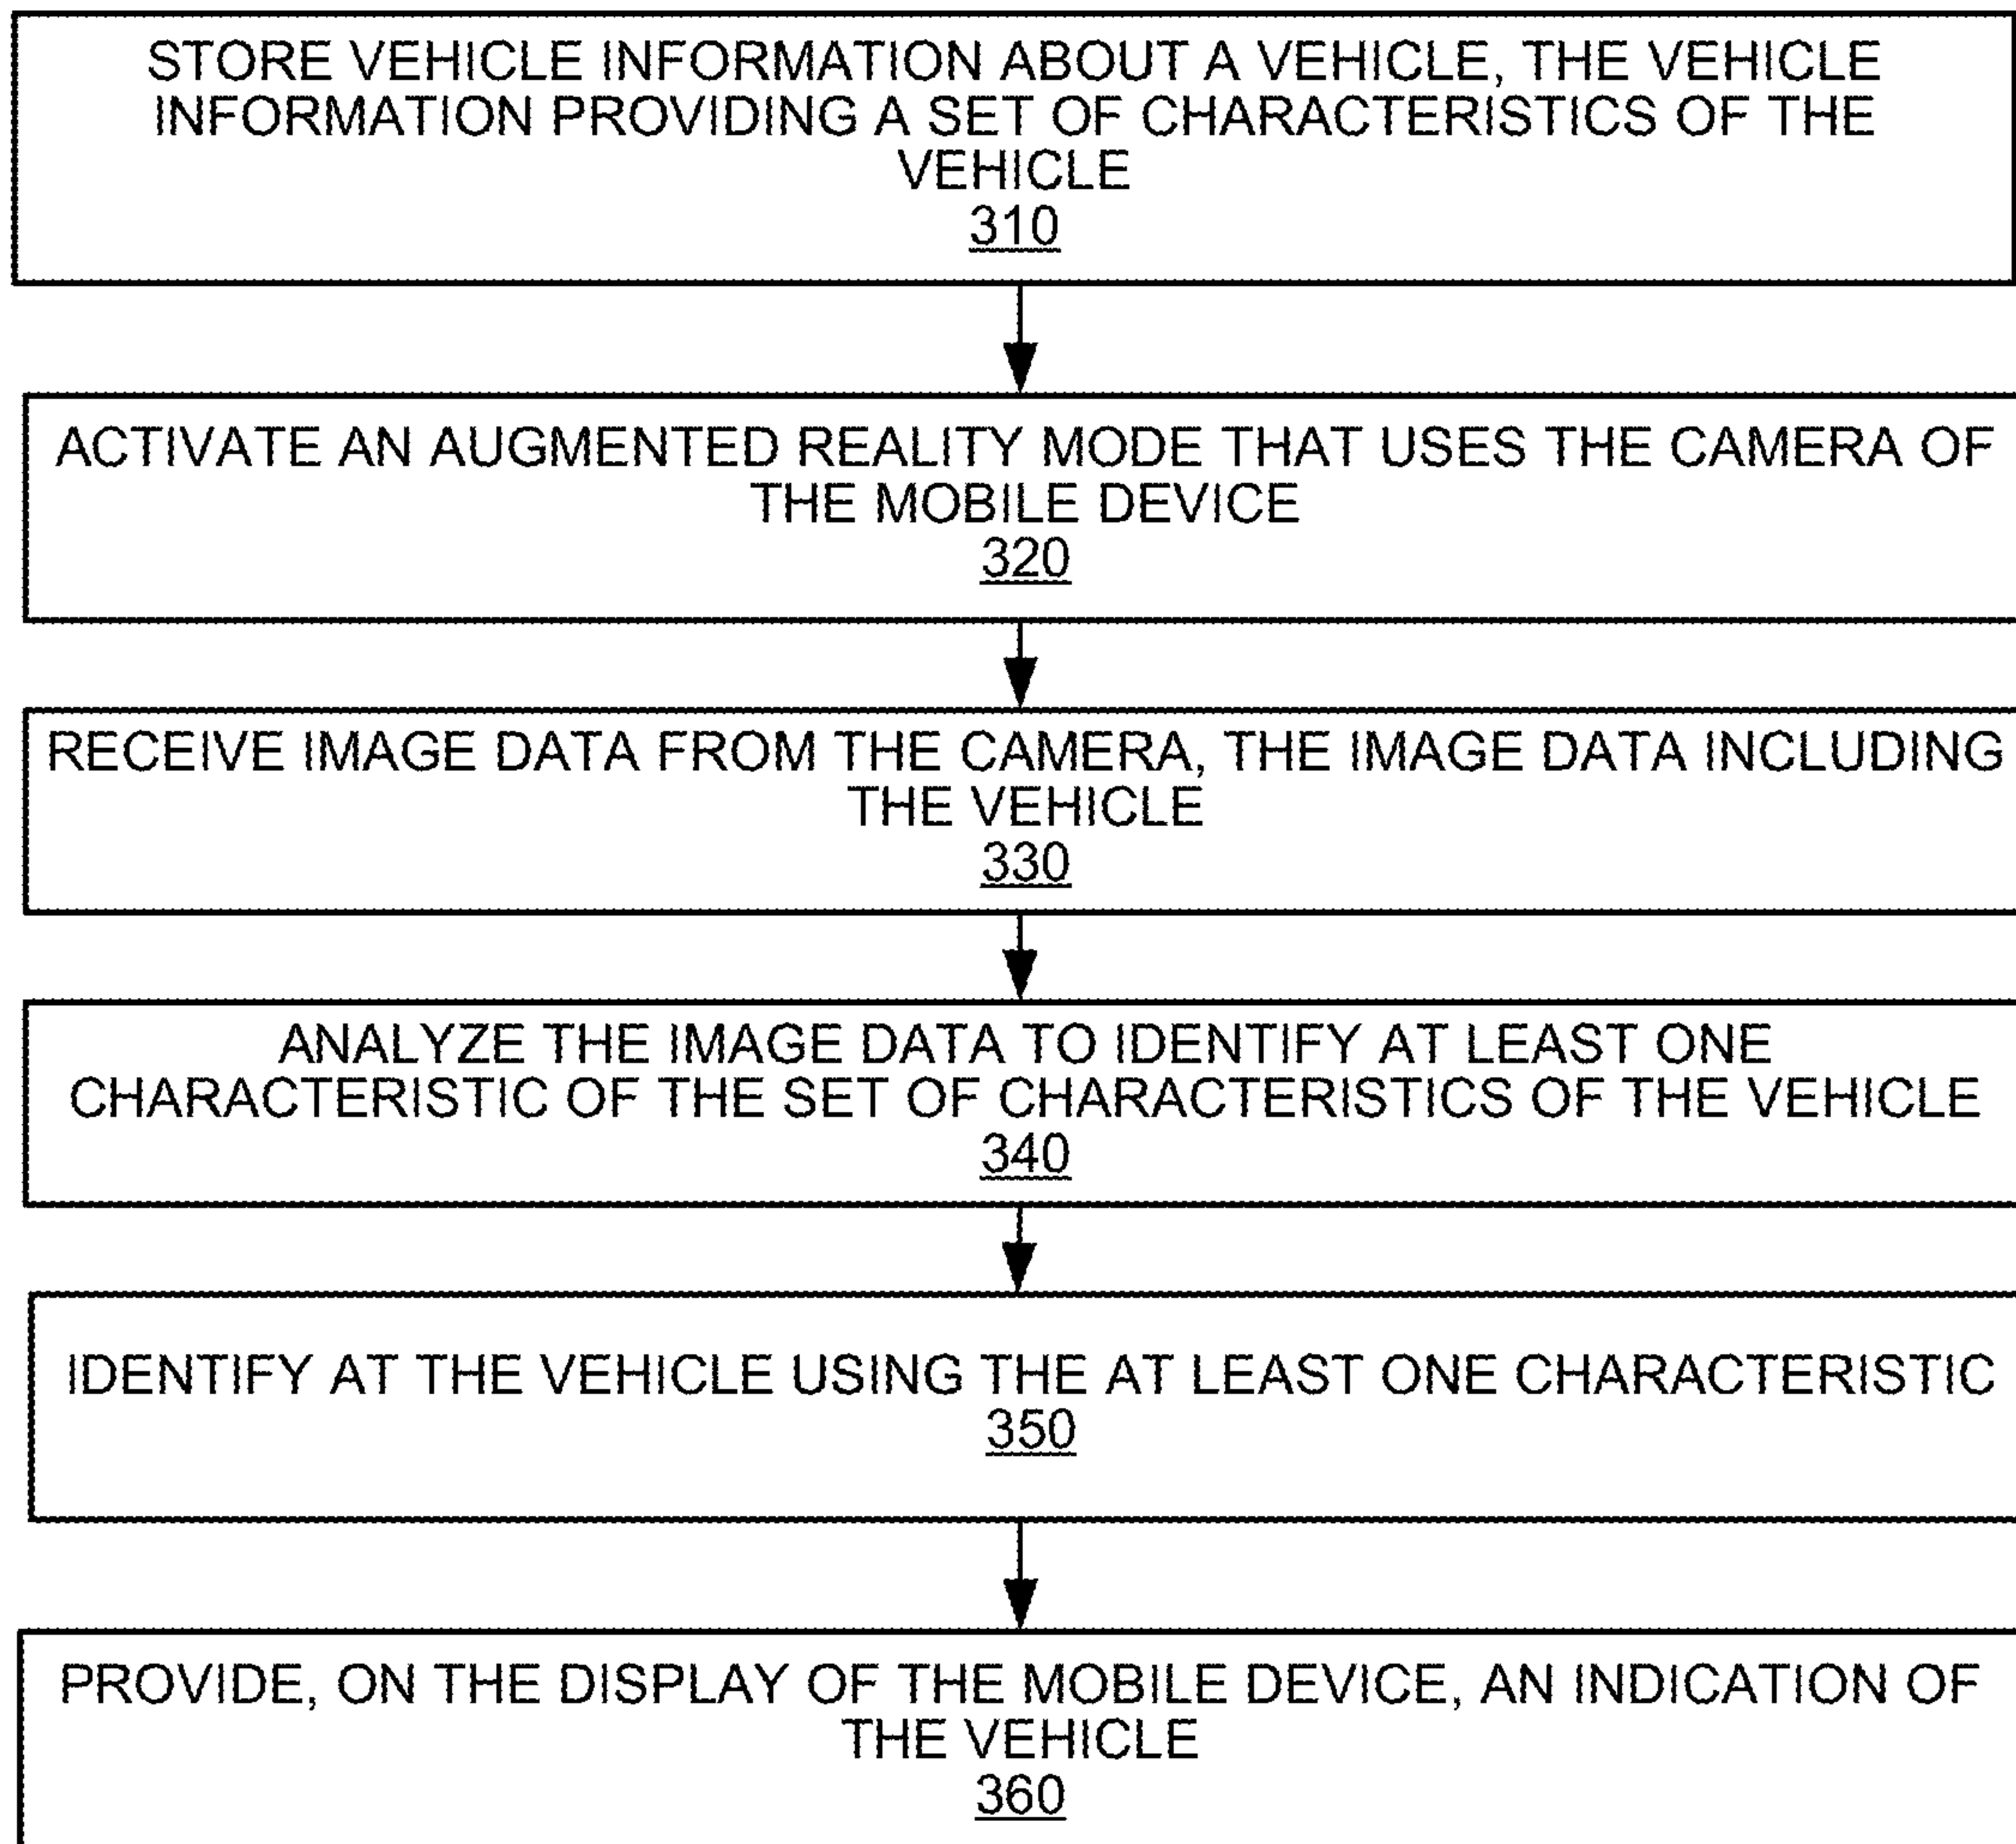 STORE VEHICLE INFORMATION ABOUT A VEHICLE, THE VEHICLE
INFORMATION PROVIDING A SET OF CHARACTERISTICS OF THE
VEHICLE
310
ACTIVATE AN AUGMENTED REALITY MODE THAT USES THE CAMERA OF
THE MOBILE DEVICE
320
RECEIVE IMAGE DATA FROM THE CAMERA, THE IMAGE DATA INCLUDING
THE VEHICLE
330
ANALYZE THE IMAGE DATA TO IDENTIFY AT LEAST ONE
CHARACTERISTIC OF THE SET OF CHARACTERISTICS OF THE VEHICLE
340
IDENTIFY AT THE VEHICLE USING THE AT LEAST ONE CHARACTERISTIC
350
PROVIDE, ON THE DISPLAY OF THE MOBILE DEVICE, AN INDICATION OF
THE VEHICLE
360